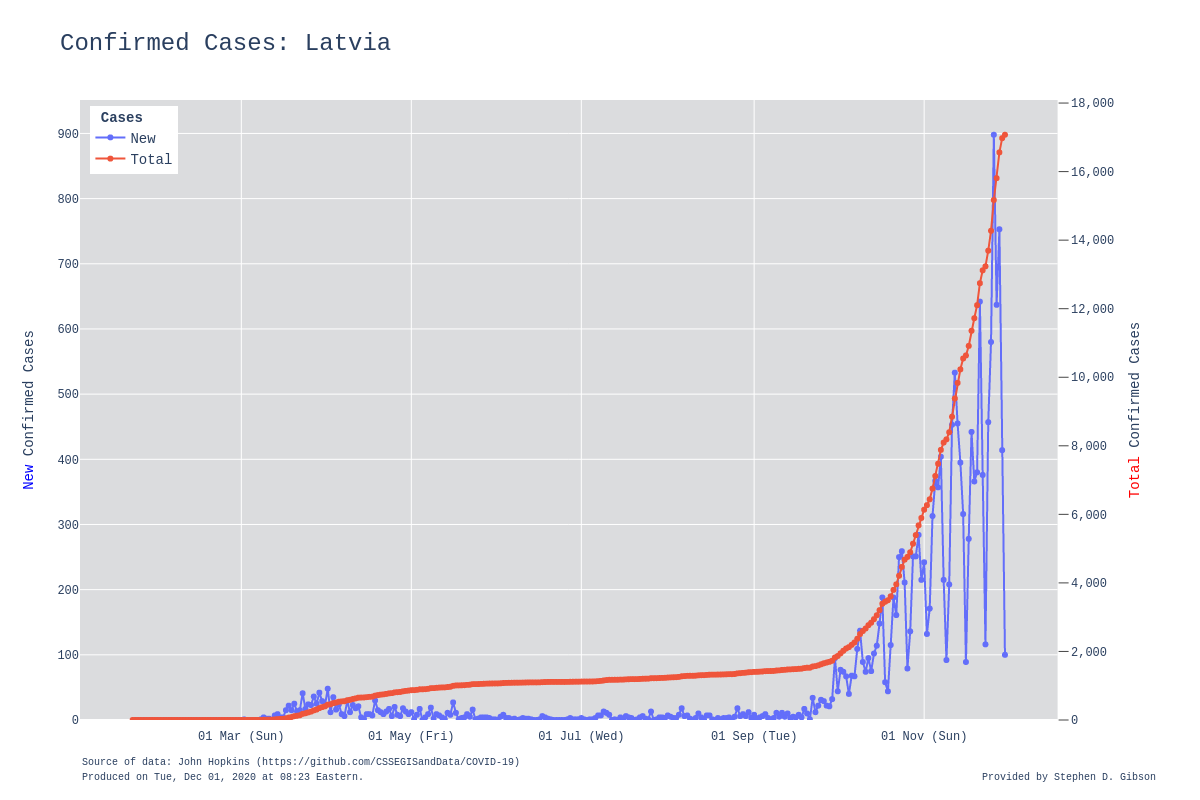 Confirmed Cases: Latvia
Cases
New
Total
900
800
700
600
500
400
300
200
100
0
18,000
16,000
14,000
12,000
10,000
8,000
6,000
4,000
2,000
0
New Confirmed Cases
Total Confirmed Cases
01 Mar (Sun)
01 May (Fri)
01 Jul (Wed)
01 Sep (Tue)
01 Nov (Sun)
Source of data: John Hopkins (https://github.com/CSSEGISandData/COVID-19)
Produced on Tue, Dec 01, 2020 at 08:23 Eastern.
Provided by Stephen D. Gibson